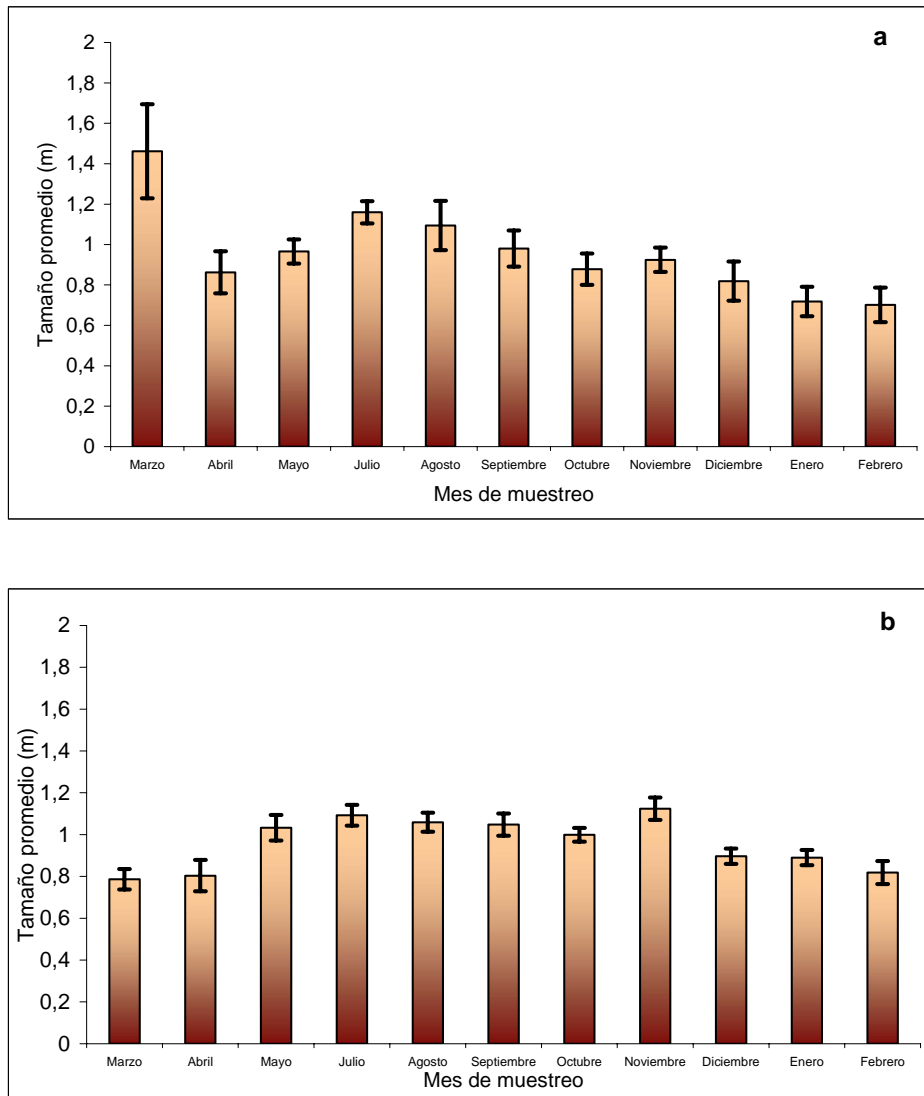 a
2
1,8
1,6
1,4
1,2
1
0,8
0,6
0,4
0,2
0
Tamaño promedio (m)
Marzo Abril Mayo Julio Agosto Septiembre Octubre Noviembre Diciembre Enero Febrero
Mes de muestreo
b
2
1,8
1,6
1,4
1,2
1
0,8
0,6
0,4
0,2
0
Tamaño promedio (m)
Marzo Abril Mayo Julio Agosto Septiembre Octubre Noviembre Diciembre Enero Febrero
Mes de muestreo